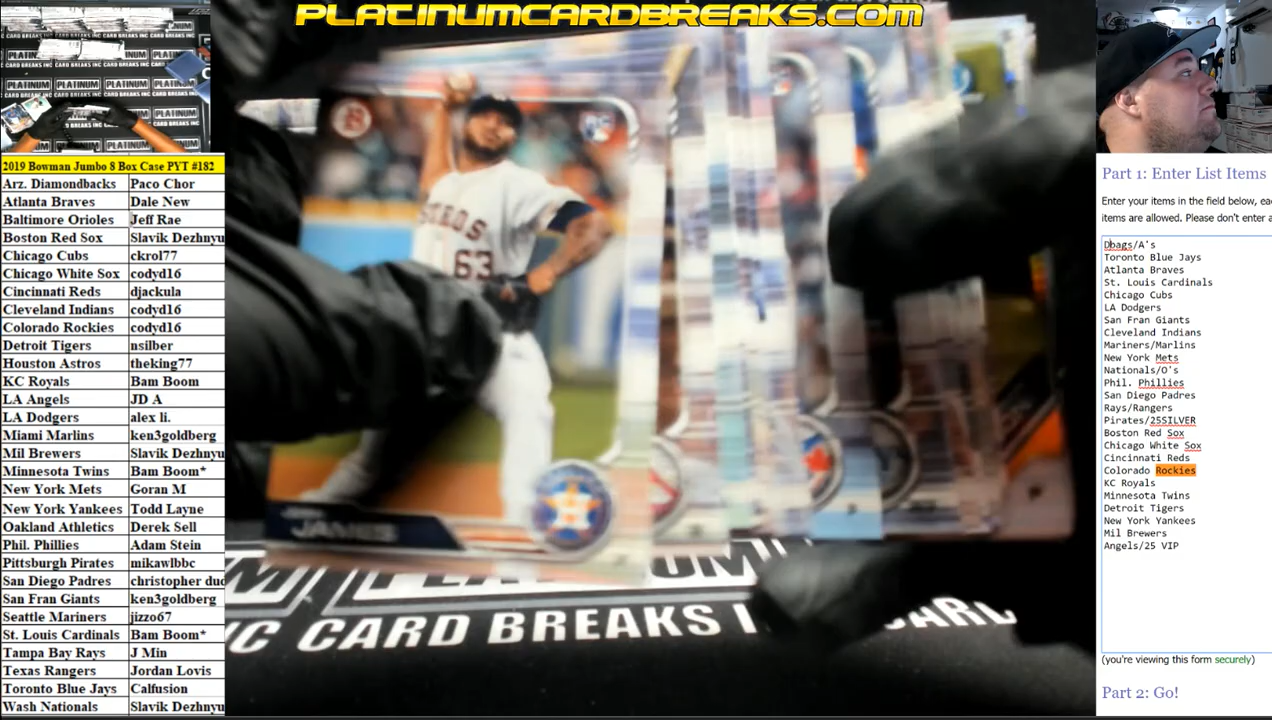 PLATINUMCARDBREAKS.COM
2019 Bowman Jumbo 8 Box Case PYT #182
Arz. Diamondbacks Paco Chor
Atlanta Braves Dale New
Baltimore Orioles Jeff Rae
Boston Red Sox Slavik Dezhnyu
Chicago Cubs ckrol77
Chicago White Sox codyd16
Cincinnati Reds djackula
Cleveland Indians codyd16
Colorado Rockies codyd16
Detroit Tigers nsilber
Houston Astros theking77
KC Royals Bam Boom
LA Angels JD A
LA Dodgers alex li.
Miami Marlins ken3goldberg
Mil Brewers Slavik Dezhnyu
Minnesota Twins Bam Boom*
New York Mets Goran M
New York Yankees Todd Layne
Oakland Athletics Derek Sell
Phil. Phillies Adam Stein
Pittsburgh Pirates mikawlbbc
San Diego Padres christopher dud
San Fran Giants ken3goldberg
Seattle Mariners jizzo67
St. Louis Cardinals Bam Boom*
Tampa Bay Rays J Min
Texas Rangers Jordan Lovis
Toronto Blue Jays Calfusion
Wash Nationals Slavik Dezhnyu
63
JAMES
CARD BREAKS
Part 1: Enter List Items
Enter your items in the field below, eac
items are allowed. Please don't enter a
Dbags/A's
Toronto Blue Jays
Atlanta Braves
St. Louis Cardinals
Chicago Cubs
LA Dodgers
San Fran Giants
Cleveland Indians
Mariners/Marlins
New York Mets
Nationals/O's
Phil. Phillies
San Diego Padres
Rays/Rangers
Pirates/25SILVER
Boston Red Sox
Chicago White Sox
Cincinnati Reds
Colorado Rockies
KC Royals
Minnesota Twins
Detroit Tigers
New York Yankees
Mil Brewers
Angels/25 VIP
(you're viewing this form securely)
Part 2: Go!